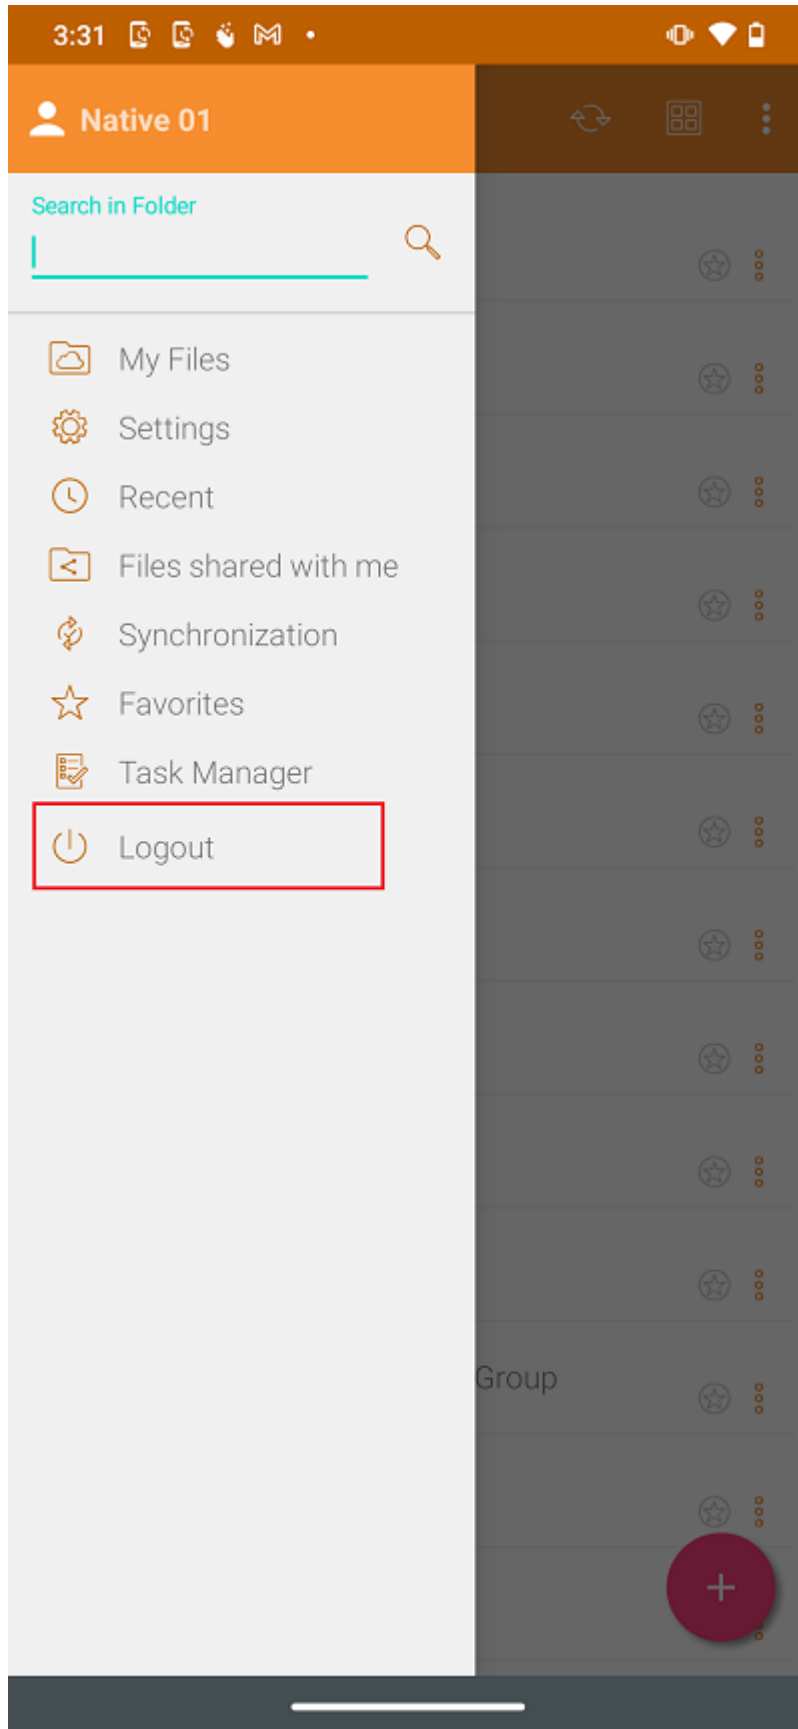 3:31
Native 01
Search in Folder
My Files
Settings
Recent
Files shared with me
Synchronization
Favorites
Task Manager
Logout
Group